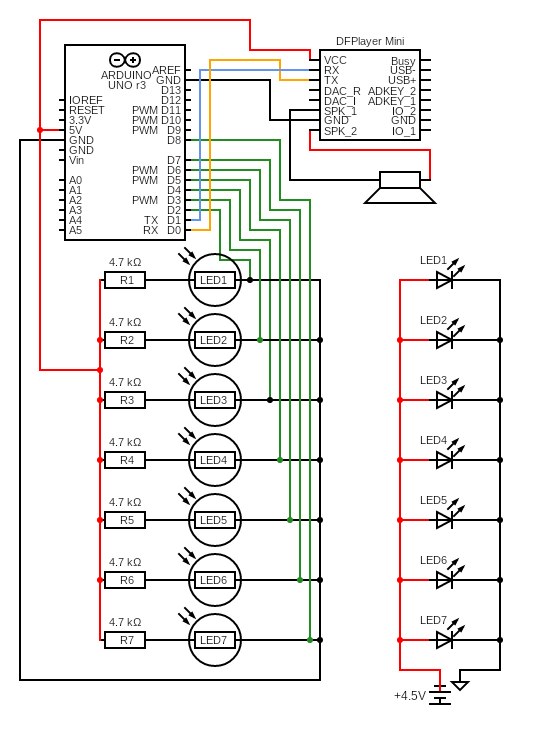 DFPlayer Mini
ARDUINO
UNO r3
IOREF
RESET
3.3V
5V
GND
GND
Vin
A0
A1
A2
A3
A4
A5
AREF
GND
D13
D12
PWM D11
PWM D10
PWM D9
D8
D7
PWM D6
PWM D5
D4
PWM D3
D2
TX D1
RX D0
VCC
RX
TX
DAC_R
DAC_I
SPK_1
GND
SPK_2
Busy
USB-
USB+
ADKEY_2
ADKEY_1
IO_2
GND
IO_1
4.7 kΩ
R1
LED1
4.7 kΩ
R2
LED2
4.7 kΩ
R3
LED3
4.7 kΩ
R4
LED4
4.7 kΩ
R5
LED5
4.7 kΩ
R6
LED6
4.7 kΩ
R7
LED7
LED1
LED2
LED3
LED4
LED5
LED6
LED7
+4.5V